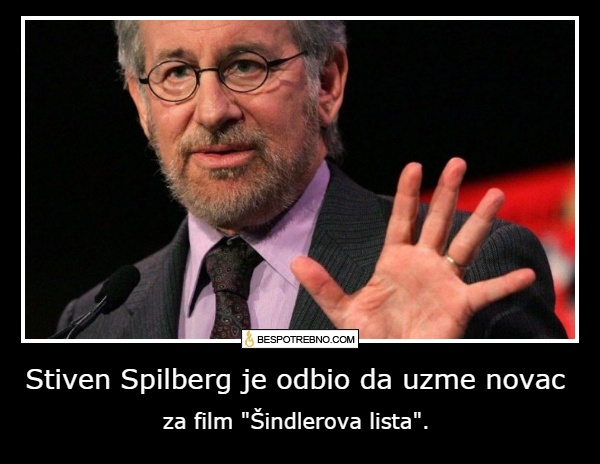 BESPOTREBNO.COM
Stiven Spilberg je odbio da uzme novac
za film "Šindlerova lista".